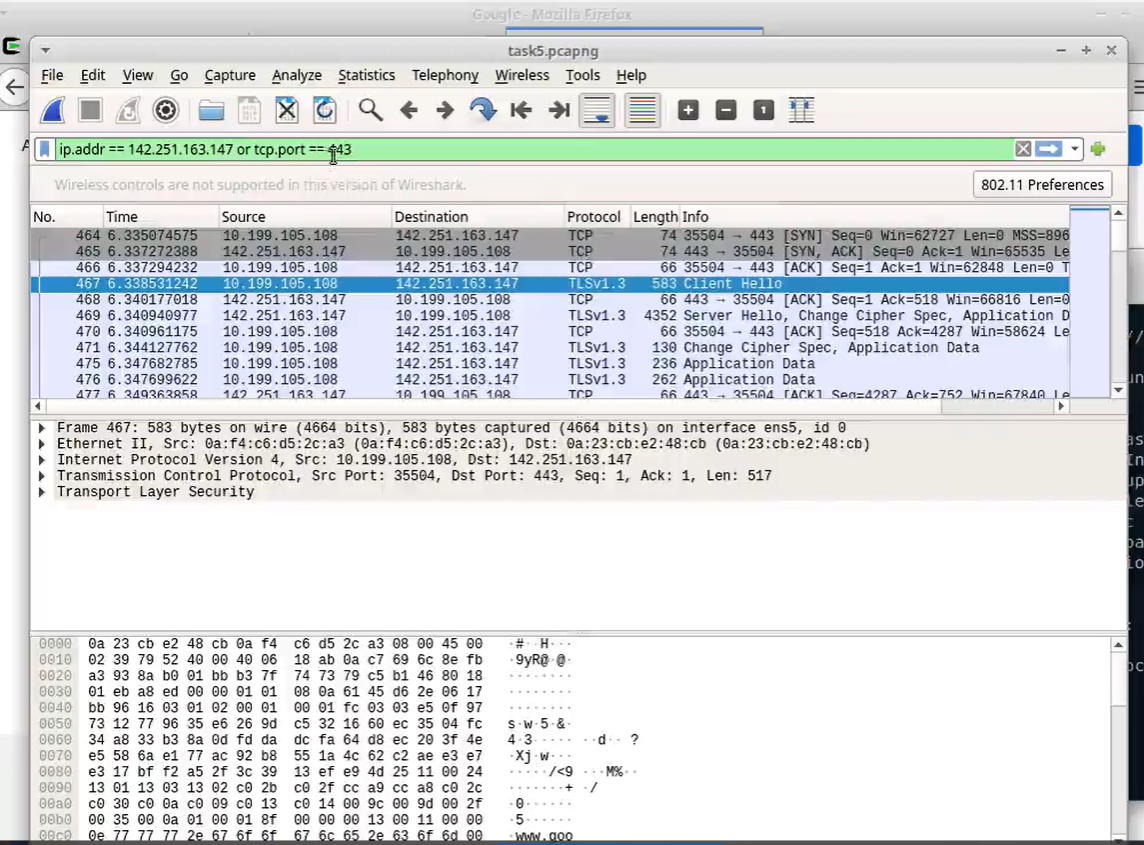 Google - Mozilla Firefox
task5.pcapng
File Edit View Go Capture Analyze Statistics Telephony Wireless Tools Help
ip.addr == 142.251.163.147 or tcp.port == 443
Wireless controls are not supported in this version of Wireshark. 802.11 Preferences
No. Time Source Destination Protocol Length Info
464 6.335074575 10.199.105.108 142.251.163.147 TCP 74 35504 → 443 [SYN] Seq=0 Win=62727 Len=0 MSS=896
465 6.337272388 142.251.163.147 10.199.105.108 TCP 74 443 → 35504 [SYN, ACK] Seq=0 Ack=1 Win=65535 Le
466 6.337294232 10.199.105.108 142.251.163.147 TCP 66 35504 → 443 [ACK] Seq=1 Ack=1 Win=62848 Len=0 T
467 6.338531242 10.199.105.108 142.251.163.147 TLSv1.3 583 Client Hello
468 6.340177018 142.251.163.147 10.199.105.108 TCP 66 443 → 35504 [ACK] Seq=1 Ack=518 Win=66816 Len=0
469 6.340940977 142.251.163.147 10.199.105.108 TLSv1.3 4352 Server Hello, Change Cipher Spec, Application D
470 6.340961175 10.199.105.108 142.251.163.147 TCP 66 35504 → 443 [ACK] Seq=518 Ack=4287 Win=58624 Le
471 6.344127762 10.199.105.108 142.251.163.147 TLSv1.3 130 Change Cipher Spec, Application Data
475 6.347682785 10.199.105.108 142.251.163.147 TLSv1.3 236 Application Data
476 6.347699622 10.199.105.108 142.251.163.147 TLSv1.3 262 Application Data
477 6.349363858 142.251.163.147 10.199.105.108 TCP 66 443 → 35504 [ACK] Seq=4287 Ack=752 Win=67840 Len=
Frame 467: 583 bytes on wire (4664 bits), 583 bytes captured (4664 bits) on interface ens5, id 0
Ethernet II, Src: 0a:f4:c6:d5:2c:a3 (0a:f4:c6:d5:2c:a3), Dst: 0a:23:cb:e2:48:cb (0a:23:cb:e2:48:cb)
Internet Protocol Version 4, Src: 10.199.105.108, Dst: 142.251.163.147
Transmission Control Protocol, Src Port: 35504, Dst Port: 443, Seq: 1, Ack: 1, Len: 517
Transport Layer Security
0000 0a 23 cb e2 48 cb 0a f4 c6 d5 2c a3 08 00 45 00 ·#··H···
0010 02 39 79 52 40 00 40 06 18 ab 0a c7 69 6c 8e fb ·9yR@·@·
0020 a3 93 8a b0 01 bb b3 7f 74 73 79 c5 b1 46 80 18 ········
0030 01 eb a8 ed 00 00 01 01 08 0a 61 45 d6 2e 06 17 ········
0040 bb 96 16 03 01 02 00 01 00 01 fc 03 03 e5 0f 97 ········
0050 73 12 77 96 35 e6 26 9d c5 32 16 60 ec 35 04 fc s·w·5·&·
0060 34 a8 33 b3 8a 0d fd da dc fa 64 d8 ec 20 3f 4e 4·3····· ··d·· ?
0070 e5 58 6a e1 77 ac 92 b8 55 1a 4c 62 c2 ae e3 e7 ·Xj·w···
0080 e3 17 bf f2 a5 2f 3c 39 13 ef e9 4d 25 11 00 24 ·····/<9 ···M%··
0090 13 01 13 03 13 02 c0 2b c0 2f cc a9 cc a8 c0 2c ·······+ ·/
00a0 c0 30 c0 0a c0 09 c0 13 c0 14 00 9c 00 9d 00 2f ·0······
00b0 00 35 00 0a 01 00 01 8f 00 00 00 13 00 11 00 00 ·5······
00c0 0e 77 77 77 2e 67 6f 6f 67 6c 65 2e 63 6f 6d 00 ·www.goo